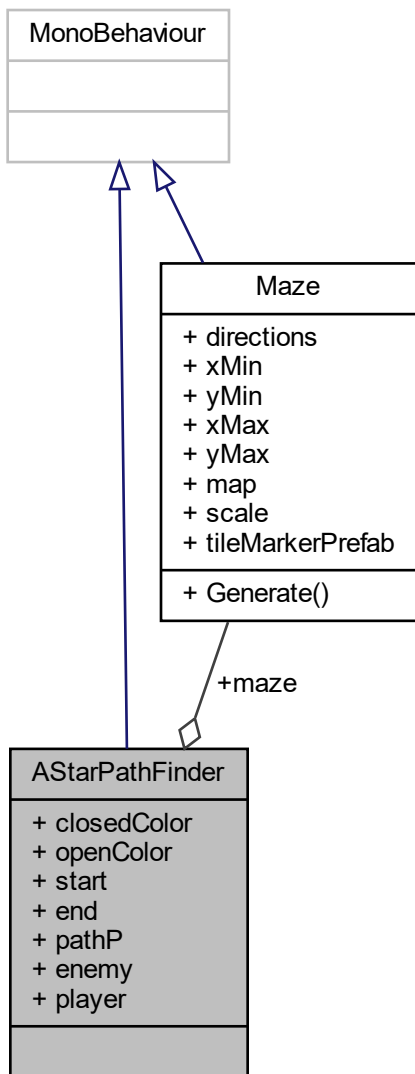 MonoBehaviour
Maze
+ directions
+ xMin
+ yMin
+ xMax
+ yMax
+ map
+ scale
+ tileMarkerPrefab
+ Generate()
+maze
AStarPathFinder
+ closedColor
+ openColor
+ start
+ end
+ pathP
+ enemy
+ player